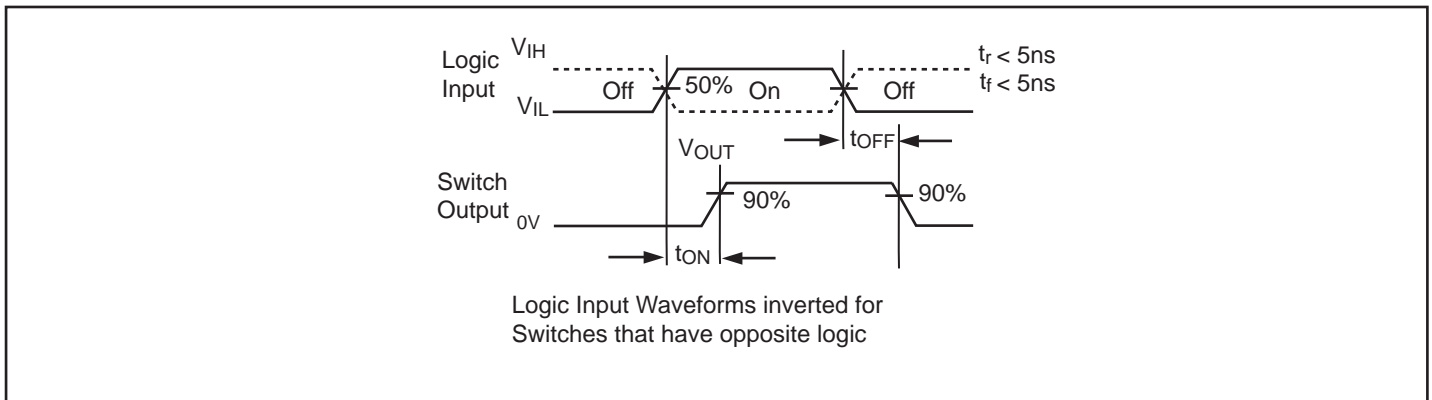 Logic
Input
VIH
VIL
Off
50%
On
Off
tr < 5ns
tf < 5ns
tOFF
VOUT
Switch
Output
0V
90%
90%
tON
Logic Input Waveforms inverted for
Switches that have opposite logic